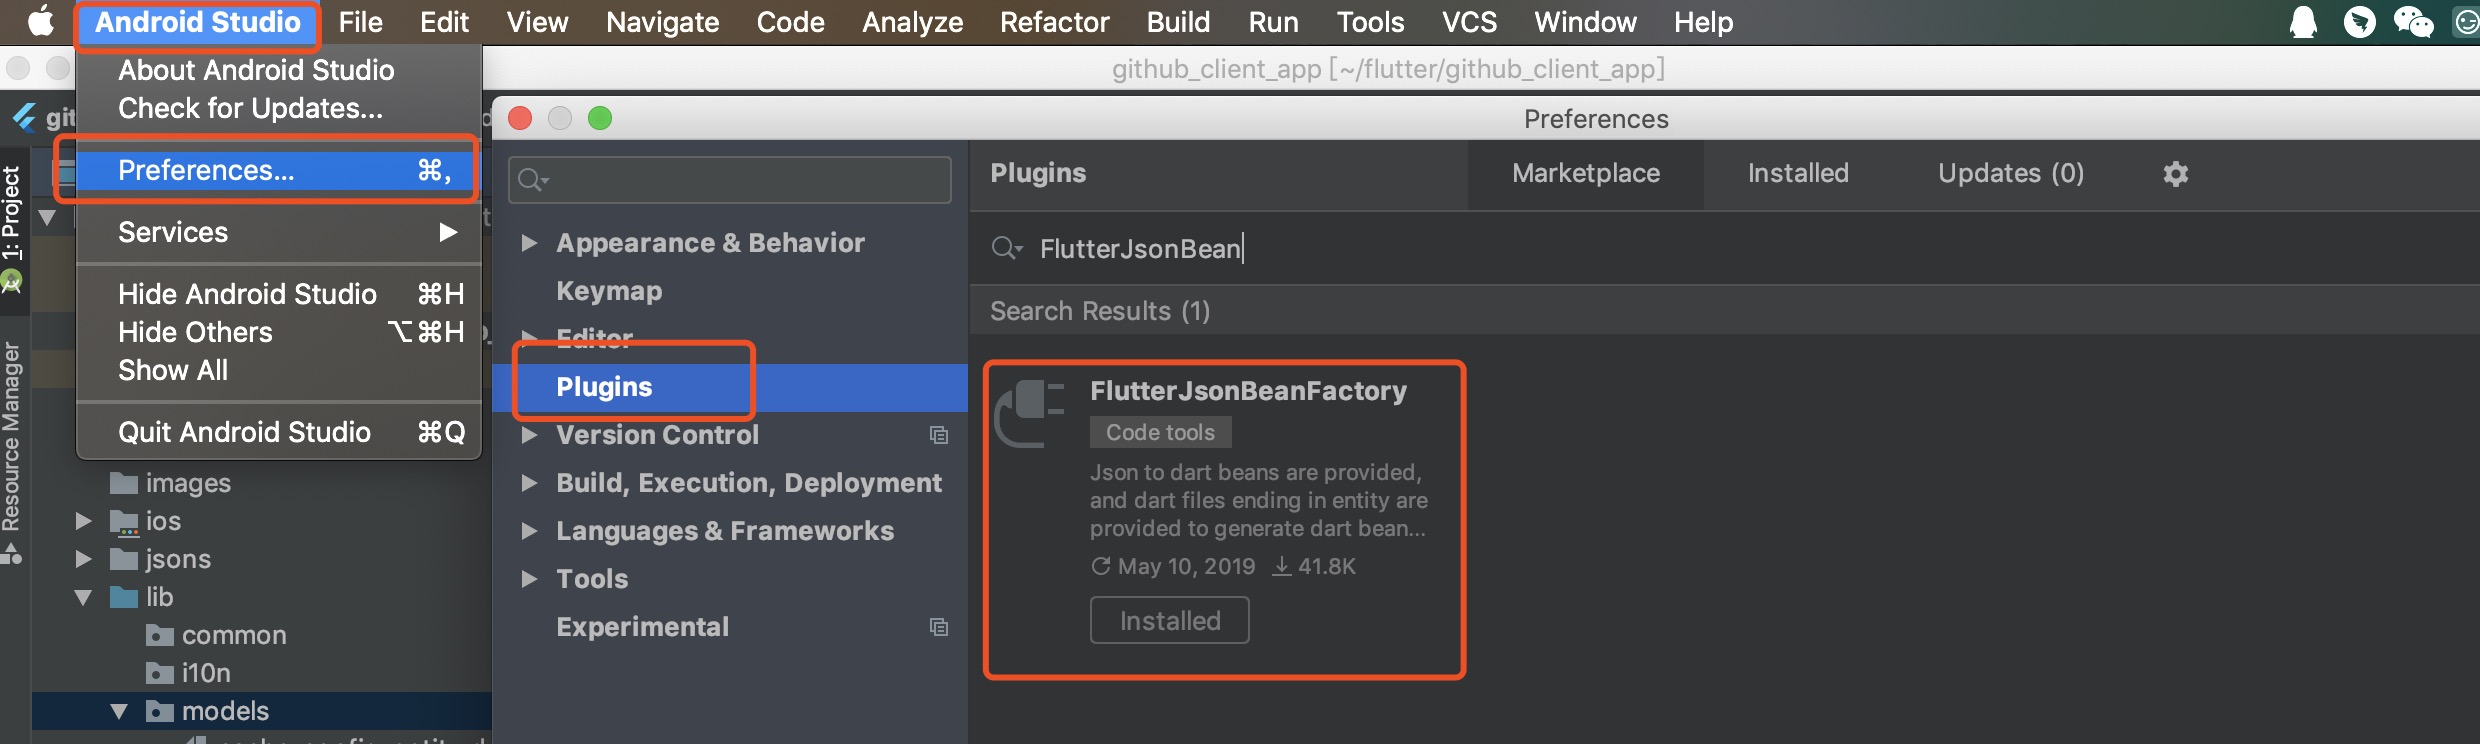 Android Studio File Edit View Navigate Code Analyze Refactor Build Run Tools VCS Window Help
github_client_app [~/flutter/github_client_app]
About Android Studio
Check for Updates...
Preferences... ⌘,
Services ▶
Hide Android Studio ⌘H
Hide Others ⌥⌘H
Show All
Quit Android Studio ⌘Q
git
1: Project
Resource Manager
images
ios
jsons
lib
common
i10n
models
Preferences
Appearance & Behavior
Keymap
Editor
Plugins
Version Control
Build, Execution, Deployment
Languages & Frameworks
Tools
Experimental
Plugins Marketplace Installed Updates (0)
FlutterJsonBean
Search Results (1)
FlutterJsonBeanFactory
Code tools
Json to dart beans are provided,
and dart files ending in entity are
provided to generate dart bean...
May 10, 2019 41.8K
Installed